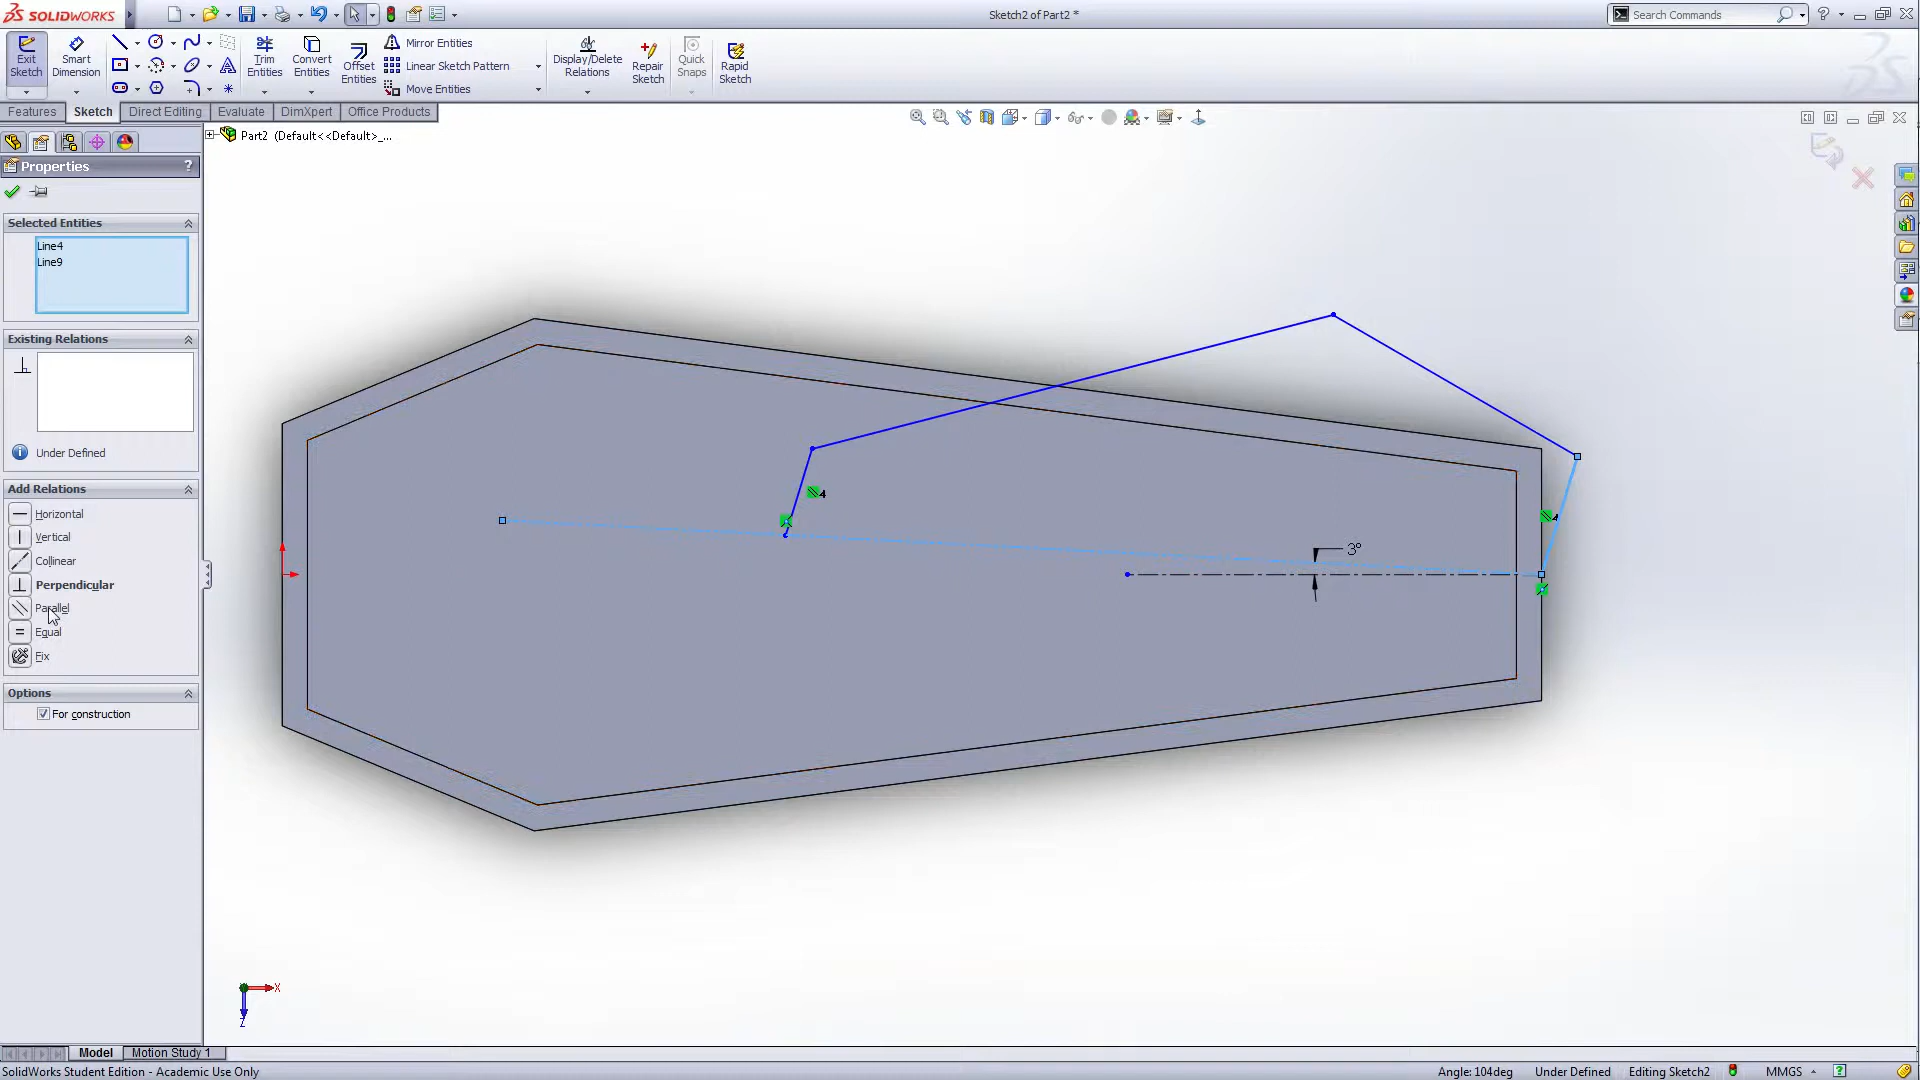 SOLIDWORKS
Sketch2 of Part2 *
Search Commands
Exit Sketch
Smart Dimension
Trim Entities
Convert Entities
Offset Entities
Mirror Entities
Linear Sketch Pattern
Move Entities
Display/Delete Relations
Repair Sketch
Quick Snaps
Rapid Sketch
Features
Sketch
Direct Editing
Evaluate
DimXpert
Office Products
Part2 (Default<<Default>_...
Properties
?
Selected Entities
Line4
Line9
Existing Relations
Under Defined
Add Relations
Horizontal
Vertical
Collinear
Perpendicular
Parallel
Equal
Fix
Options
For construction
4
4
3°
X
Z
Model
Motion Study 1
SolidWorks Student Edition - Academic Use Only
Angle: 104deg
Under Defined
Editing Sketch2
MMGS
?